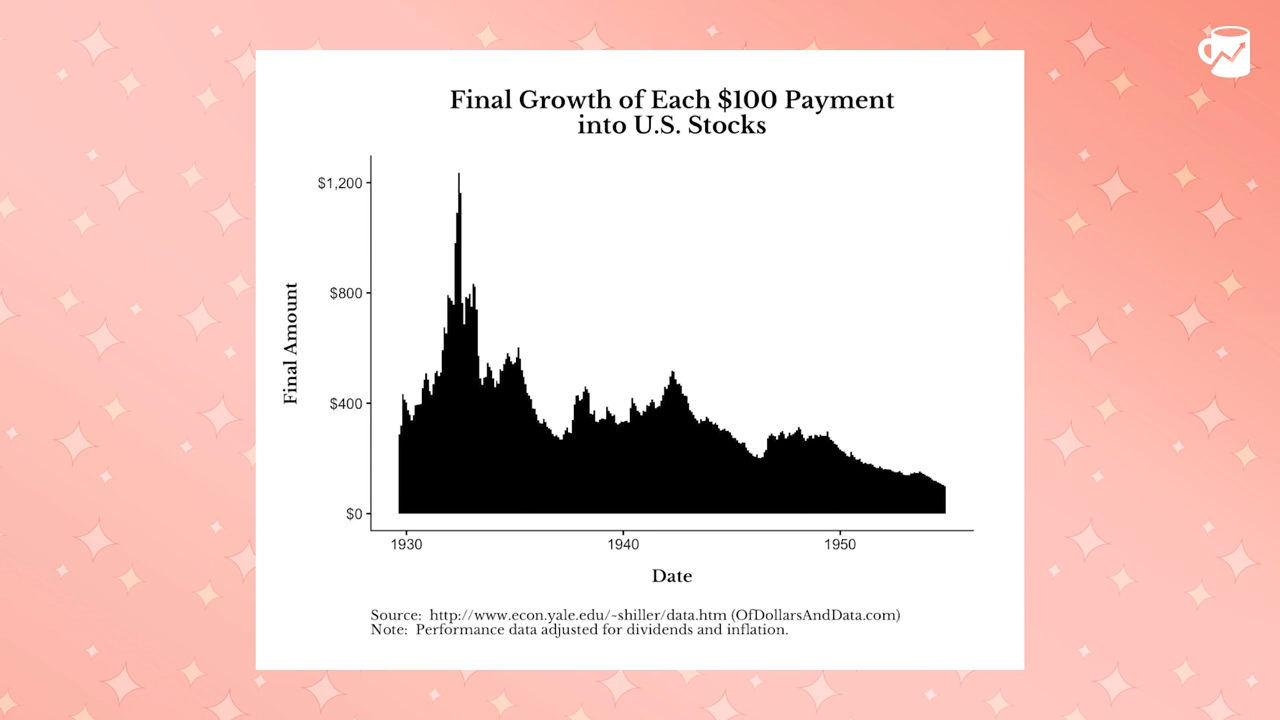 Final Growth of Each $100 Payment
into U.S. Stocks
$1,200
$800
$400
$0
Final Amount
1930 1940 1950
Date
Source:  http://www.econ.yale.edu/~shiller/data.htm (OfDollarsAndData.com)
Note:  Performance data adjusted for dividends and inflation.